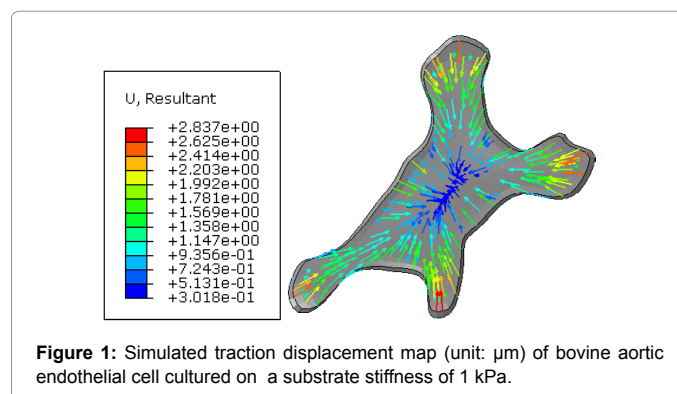 U, Resultant
+2.837e+00
+2.625e+00
+2.414e+00
+2.203e+00
+1.992e+00
+1.781e+00
+1.569e+00
+1.358e+00
+1.147e+00
+9.356e-01
+7.243e-01
+5.131e-01
+3.018e-01
Figure 1: Simulated traction displacement map (unit: µm) of bovine aortic
endothelial cell cultured on a substrate stiffness of 1 kPa.